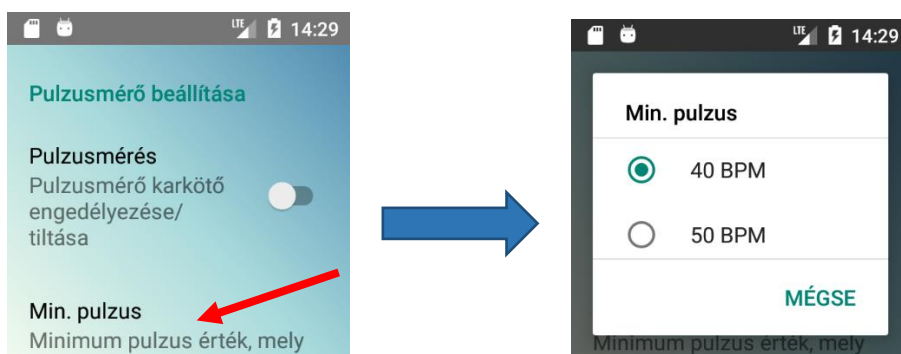 LTE 14:29
Pulzusmérő beállítása
Pulzusmérés
Pulzusmérő karkötő
engedélyezése/
tiltása
Min. pulzus
Minimum pulzus érték, mely
LTE 14:29
Min. pulzus
40 BPM
50 BPM
MÉGSE
Minimum pulzus érték, mely